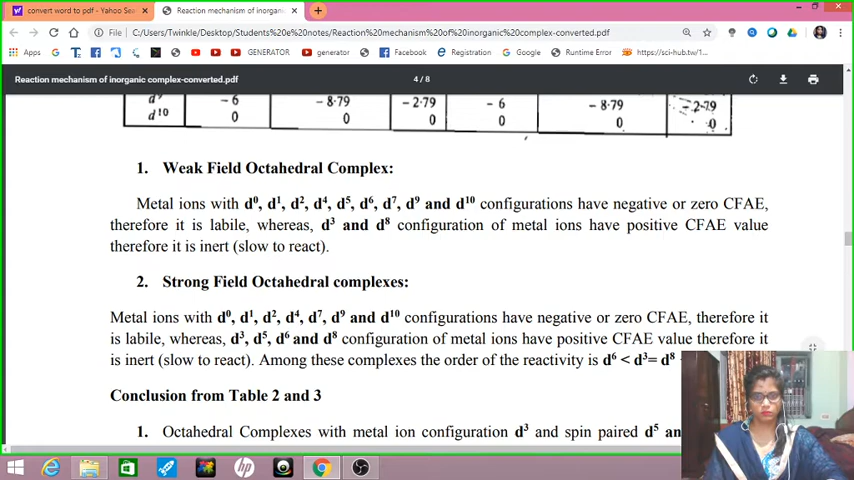 convert word to pdf - Yahoo Sea
Reaction mechanism of inorganic
File | C:/Users/Twinkle/Desktop/Students%20e%20notes/Reaction%20mechanism%20of%20inorganic%20complex-converted.pdf
Apps GENERATOR generator Facebook Registration Google Runtime Error https://sci-hub.tw/1...
Reaction mechanism of inorganic complex-converted.pdf 4 / 8
d⁹ – 6 – 8·79 – 2·79 – 6 – 8·79 – 2·79
d¹⁰ 0 0 0 0 0 0
1. Weak Field Octahedral Complex:
Metal ions with d⁰, d¹, d², d⁴, d⁵, d⁶, d⁷, d⁹ and d¹⁰ configurations have negative or zero CFAE,
therefore it is labile, whereas, d³ and d⁸ configuration of metal ions have positive CFAE value
therefore it is inert (slow to react).
2. Strong Field Octahedral complexes:
Metal ions with d⁰, d¹, d², d⁴, d⁷, d⁹ and d¹⁰ configurations have negative or zero CFAE, therefore it
is labile, whereas, d³, d⁵, d⁶ and d⁸ configuration of metal ions have positive CFAE value therefore it
is inert (slow to react). Among these complexes the order of the reactivity is d⁶ < d³= d⁸
Conclusion from Table 2 and 3
1. Octahedral Complexes with metal ion configuration d³ and spin paired d⁵ an
hp